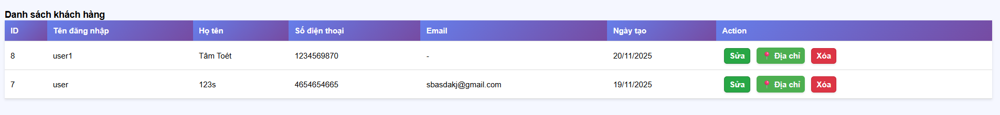 Danh sách khách hàng
ID Tên đăng nhập Họ tên Số điện thoại Email Ngày tạo Action
8 user1 Tâm Toét 1234569870 - 20/11/2025 Sửa 📍 Địa chỉ Xóa
7 user 123s 4654654665 sbasdakj@gmail.com 19/11/2025 Sửa 📍 Địa chỉ Xóa